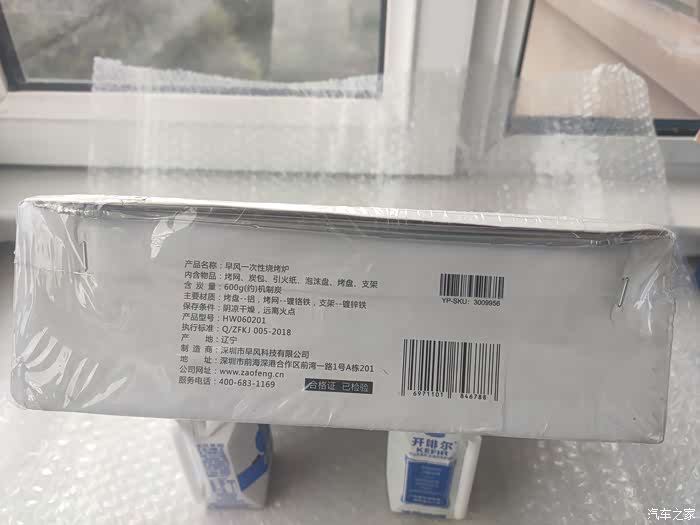 产品名称：早风一次性烧烤炉
内含物品：烤网、炭包、引火纸、泡沫盘、烤盘、支架
含 炭 量：600g(约)机制炭
主要材质：烤盘--铝，烤网--镀铬铁，支架--镀锌铁
保存条件：阴凉干燥，远离火点
产品型号：HW060201
执行标准：Q/ZFKJ 005-2018
产 地：辽宁
制 造 商：深圳市早风科技有限公司
地 址：深圳市前海深港合作区前湾一路1号A栋201
公司网址：www.zaofeng.cn
服务电话：400-683-1169
合格证 已检验
YP-SKU: 3009956
6971101 846788
开啡尔
KEFIR
汽车之家